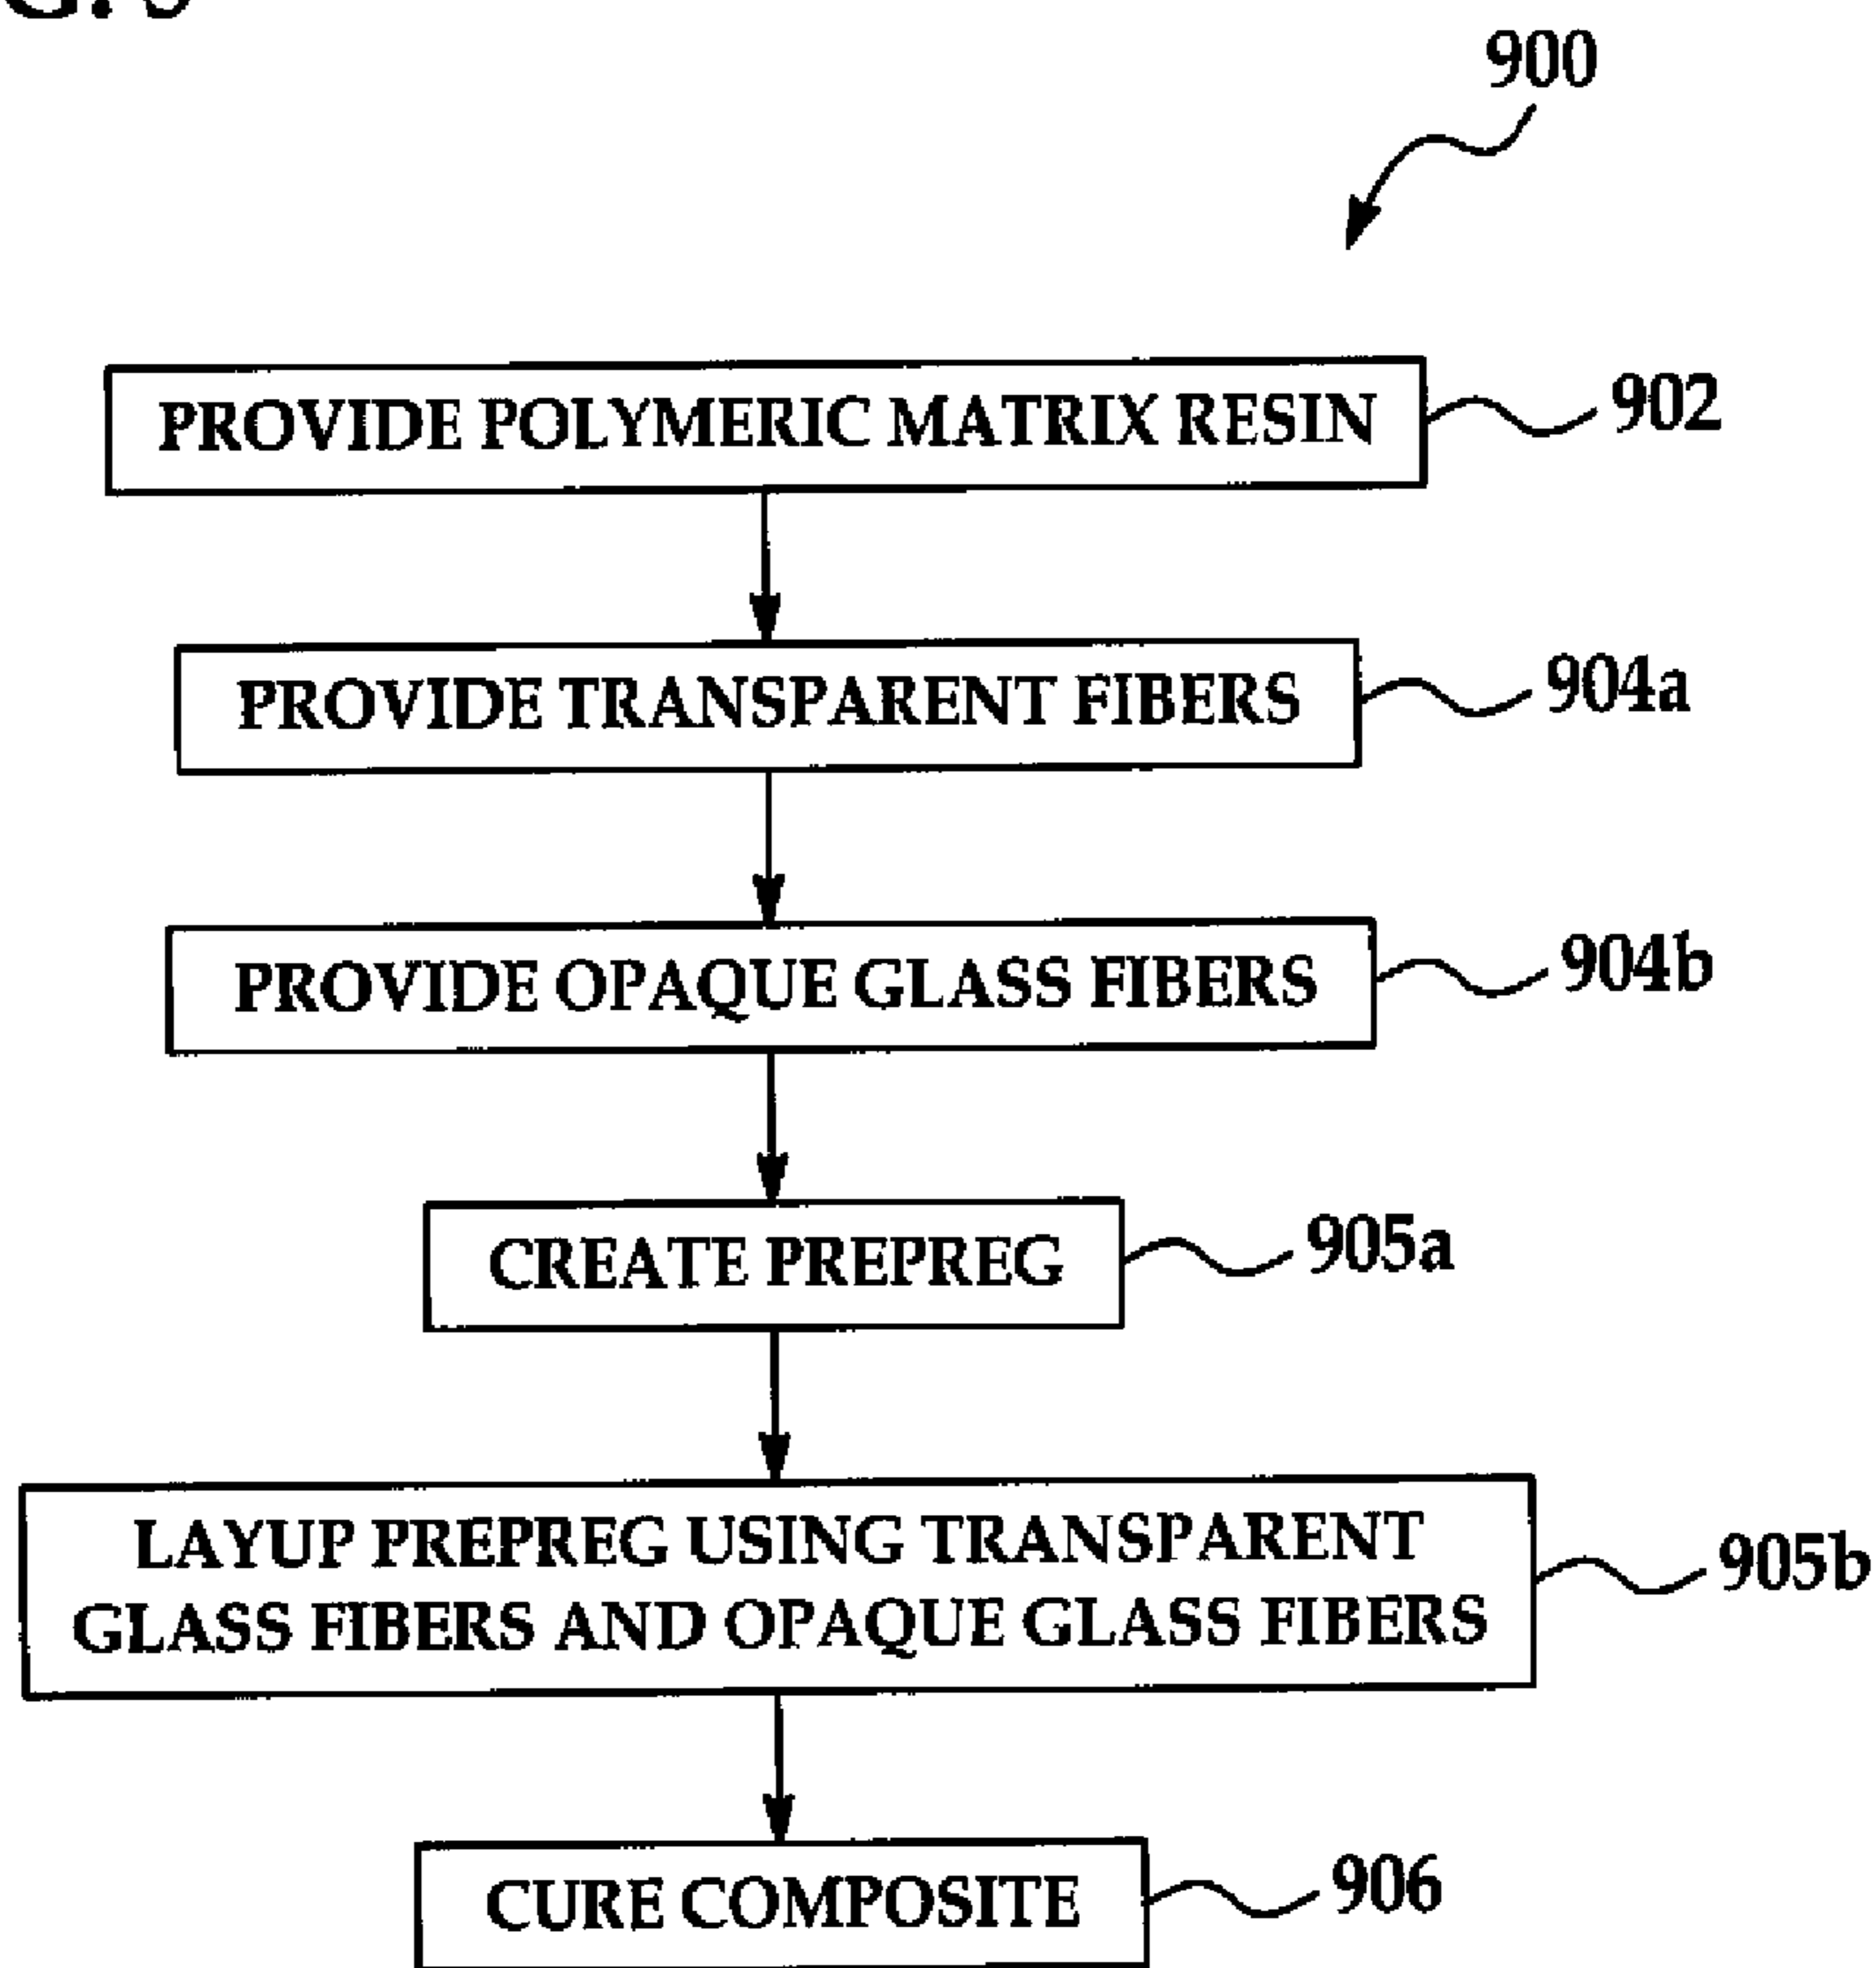 900
PROVIDE POLYMERIC MATRIX RESIN
902
PROVIDE TRANSPARENT FIBERS
904a
PROVIDE OPAQUE GLASS FIBERS
904b
CREATE PREPREG
905a
LAYUP PREPREG USING TRANSPARENT
GLASS FIBERS AND OPAQUE GLASS FIBERS
905b
CURE COMPOSITE
906